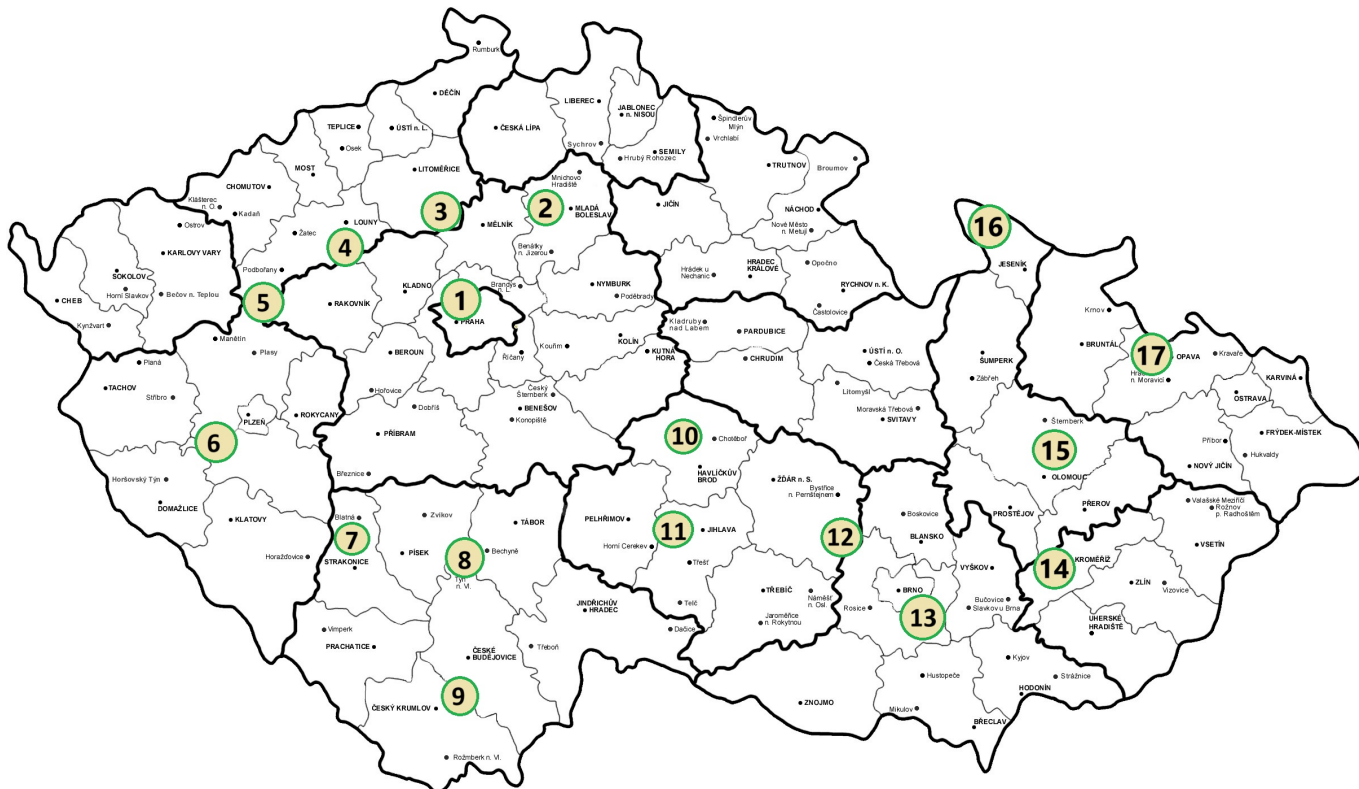 Rumburk
DĚČÍN
LIBEREC
JABLONEC
n. NISOU
Špindlerův
Mlýn
TEPLICE
ÚSTÍ n. L.
ČESKÁ LÍPA
Vrchlabí
Osek
Sychrov
SEMILY
Hrubý Rohozec
MOST
LITOMĚŘICE
TRUTNOV
Broumov
Mnichovo
Hradiště
CHOMUTOV
Klášterec
n. O.
Kadaň
3
2
MLADÁ
BOLESLAV
JIČÍN
NÁCHOD
Ostrov
LOUNY
MĚLNÍK
Nové Město
n. Metují
16
Žatec
4
KARLOVY VARY
Benátky
n. Jizerou
Podbořany
Hrádek u
Nechanic
HRADEC
KRÁLOVÉ
Opočno
JESENÍK
SOKOLOV
Horní Slavkov
Bečov n. Teplou
KLADNO
Brandýs
n. L.
NYMBURK
Poděbrady
RYCHNOV n. K.
CHEB
5
RAKOVNÍK
1
PRAHA
Častolovice
Krnov
Kynžvart
Kladruby
nad Labem
PARDUBICE
Manětín
Plasy
BEROUN
Říčany
Kouřim
KOLÍN
KUTNÁ
HORA
BRUNTÁL
17
OPAVA
Kravaře
Planá
CHRUDIM
ÚSTÍ n. O.
Česká Třebová
ŠUMPERK
Zábřeh
Hrad
n. Moravicí
KARVINÁ
TACHOV
Stříbro
Hořovice
Český
Šternberk
Litomyšl
OSTRAVA
PLZEŇ
ROKYCANY
Dobříš
BENEŠOV
Konopiště
Moravská Třebová
SVITAVY
Šternberk
6
PŘÍBRAM
10
Chotěboř
15
Příbor
FRÝDEK-MÍSTEK
Hukvaldy
Březnice
HAVLÍČKŮV
BROD
ŽĎÁR n. S.
Bystřice
n. Pernštejnem
OLOMOUC
NOVÝ JIČÍN
Horšovský Týn
DOMAŽLICE
KLATOVY
Blatná
Zvíkov
TÁBOR
PELHŘIMOV
11
JIHLAVA
12
Boskovice
PROSTĚJOV
PŘEROV
Valašské Meziříčí
Rožnov
p. Radhoštěm
7
Horažďovice
STRAKONICE
PÍSEK
8
Bechyně
Týn
n. Vl.
Horní Cerekev
Třešť
BLANSKO
VSETÍN
VYŠKOV
14
KROMĚŘÍŽ
ZLÍN
Vizovice
JINDŘICHŮV
HRADEC
Telč
TŘEBÍČ
Náměšť
n. Osl.
BRNO
Bučovice
Slavkov u Brna
Rosice
13
Jaroměřice
n. Rokytnou
UHERSKÉ
HRADIŠTĚ
Vimperk
PRACHATICE
ČESKÉ
BUDĚJOVICE
Třeboň
Dačice
Kyjov
Strážnice
HODONÍN
Hustopeče
9
ČESKÝ KRUMLOV
ZNOJMO
Mikulov
BŘECLAV
Rožmberk n. Vl.